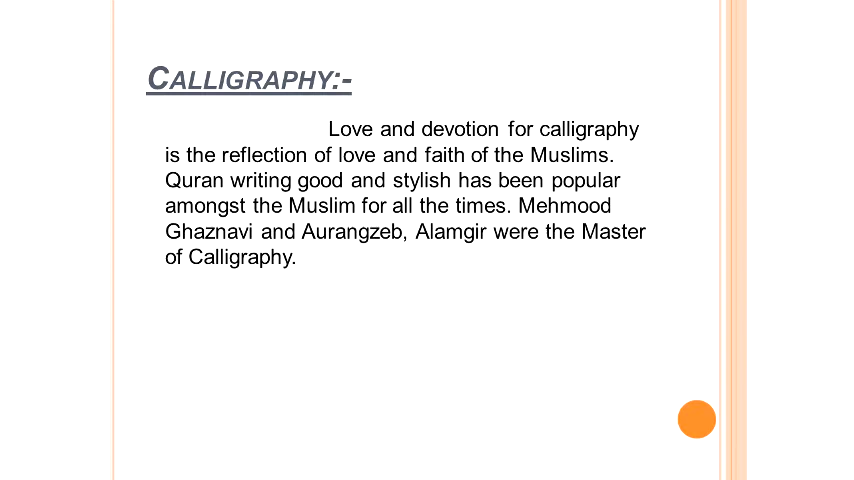 CALLIGRAPHY:-
Love and devotion for calligraphy
is the reflection of love and faith of the Muslims.
Quran writing good and stylish has been popular
amongst the Muslim for all the times. Mehmood
Ghaznavi and Aurangzeb, Alamgir were the Master
of Calligraphy.